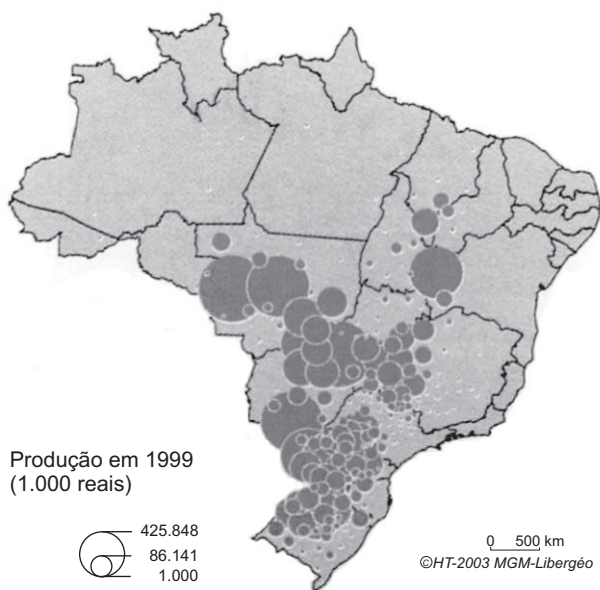 Produção em 1999
(1.000 reais)
425.848
86.141
1.000
0 500 km
©HT-2003 MGM-Libergéo